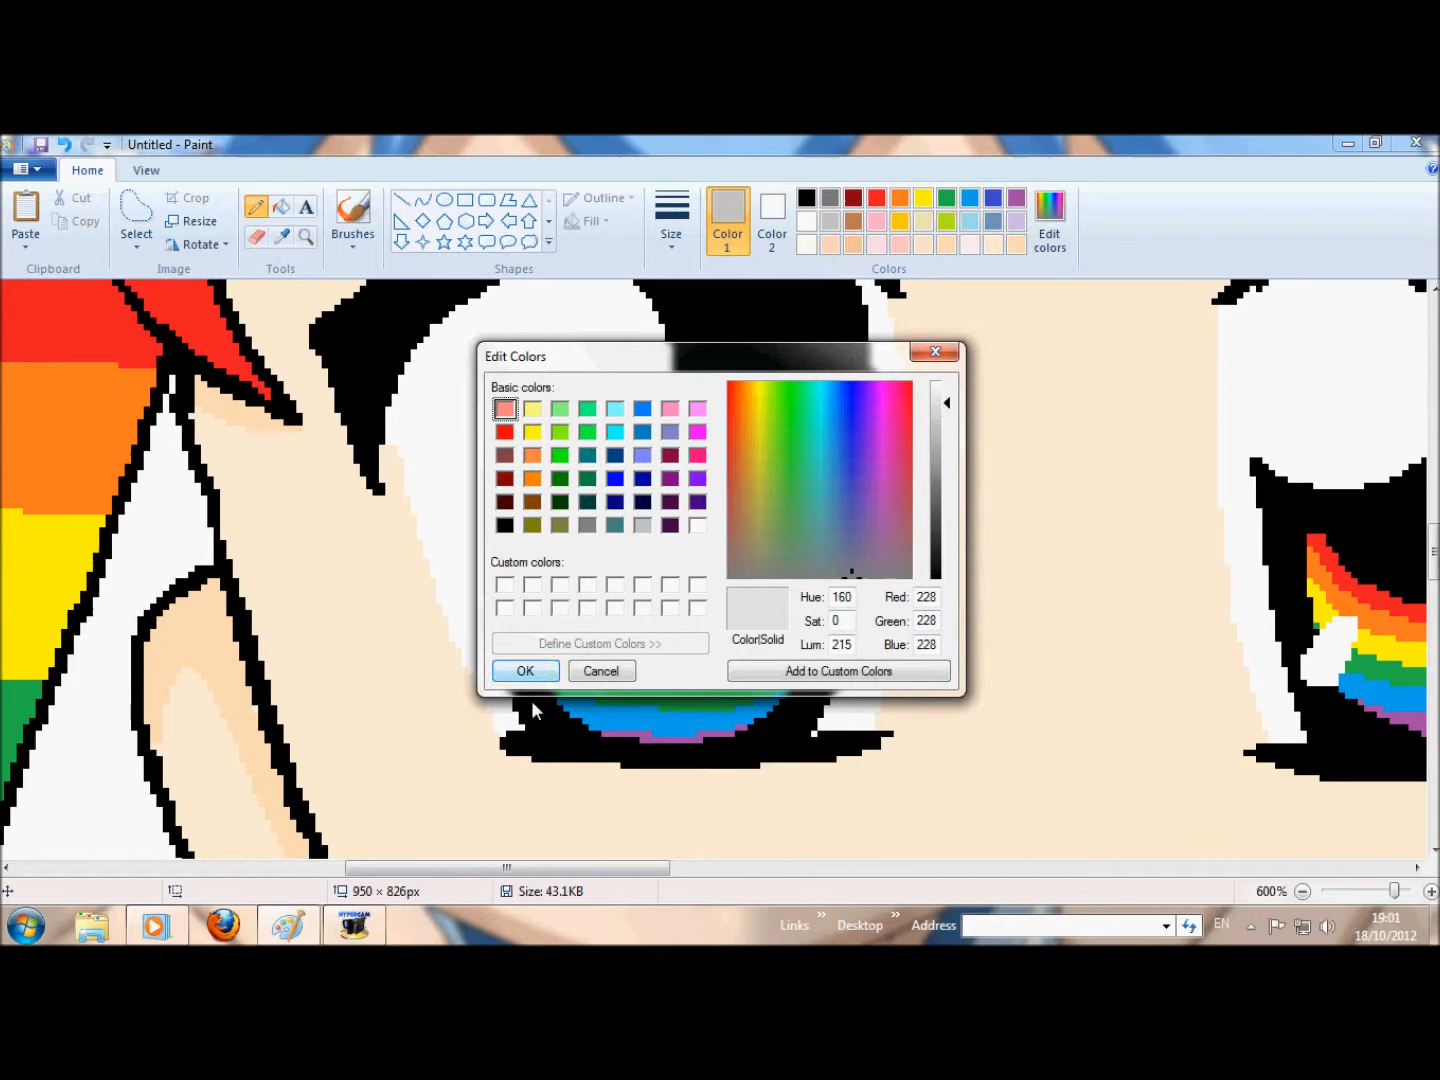 Untitled - Paint
Home View
Paste
Cut
Copy
Clipboard
Select
Crop
Resize
Rotate
Image
A
Tools
Brushes
Outline
Fill
Shapes
Size
Color 1
Color 2
Edit colors
Colors
Edit Colors
Basic colors:
Custom colors:
Define Custom Colors >>
OK Cancel
Hue: 160 Red: 228
Sat: 0 Green: 228
Color|Solid Lum: 215 Blue: 228
Add to Custom Colors
950 × 826px Size: 43.1KB 600%
HYPERCAM
Links » Desktop » Address EN
19:01
18/10/2012